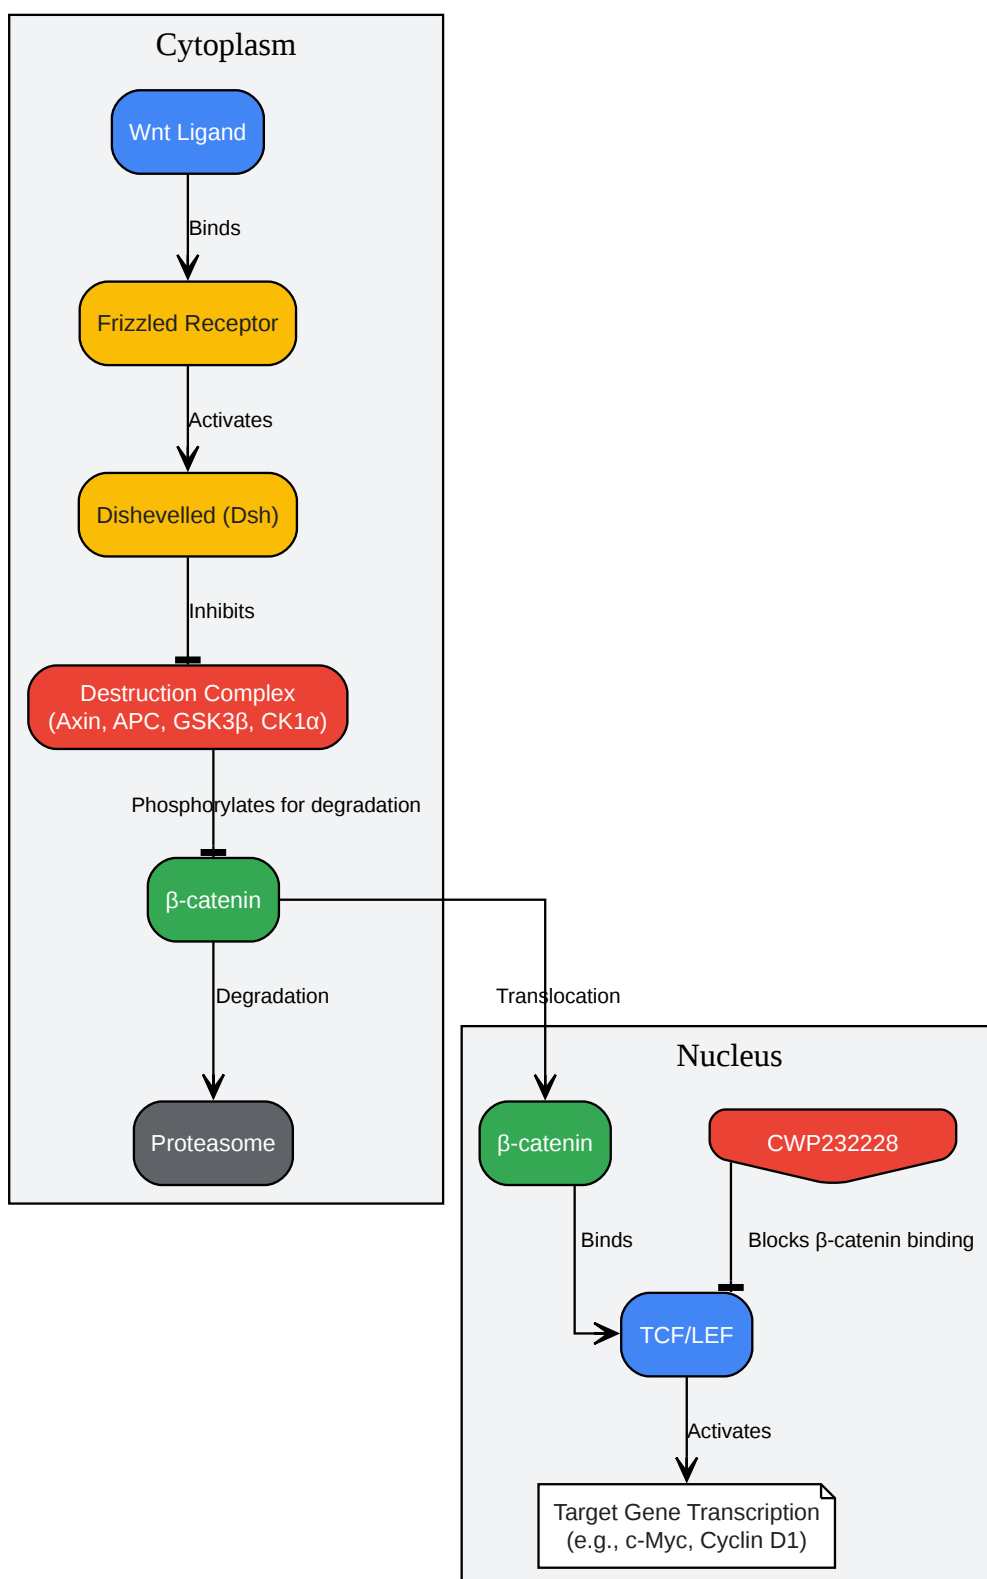 Cytoplasm
Wnt Ligand
Binds
Frizzled Receptor
Activates
Dishevelled (Dsh)
Inhibits
Destruction Complex
(Axin, APC, GSK3β, CK1α)
Phosphorylates for degradation
β-catenin
Degradation
Translocation
Proteasome
Nucleus
β-catenin
CWP232228
Binds
Blocks β-catenin binding
TCF/LEF
Activates
Target Gene Transcription
(e.g., c-Myc, Cyclin D1)